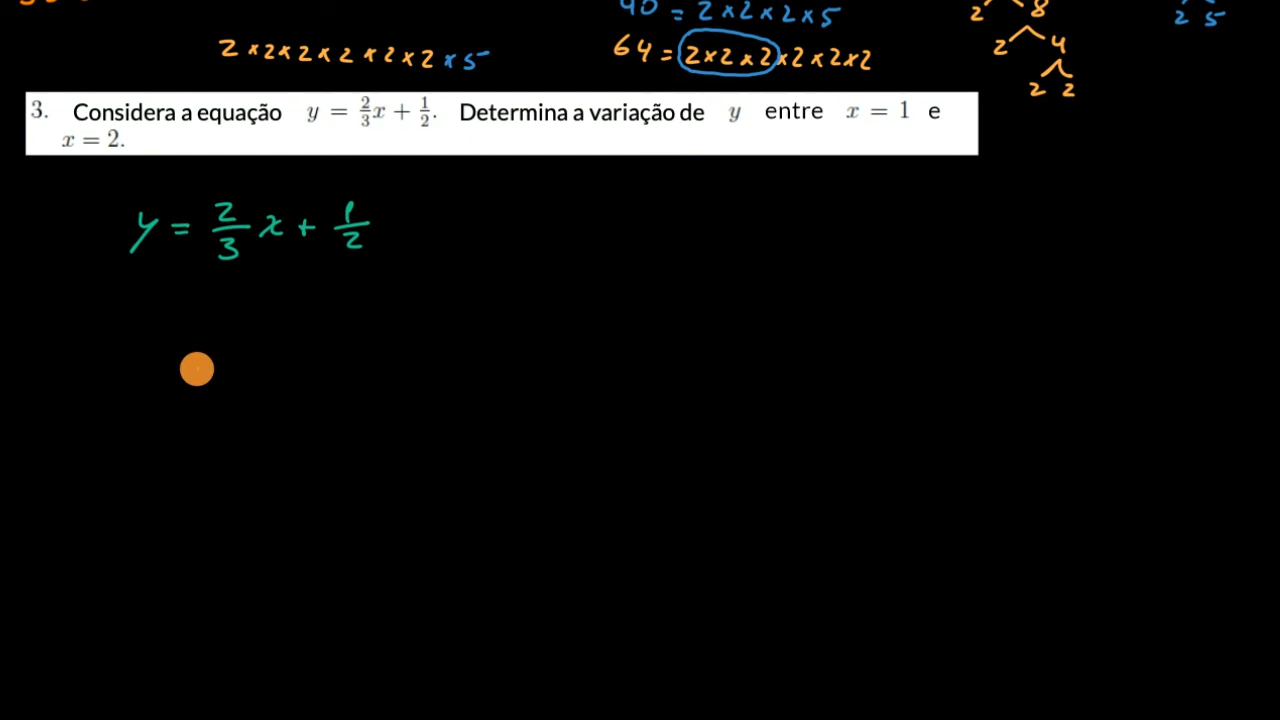 40 = 2 × 2 × 2 × 5
2 8
2 5
2 × 2 × 2 × 2 × 2 × 2 × 5
64 = 2 × 2 × 2 × 2 × 2 × 2
2 4
2 2
3. Considera a equação y = 2/3 x + 1/2. Determina a variação de y entre x = 1 e
x = 2.
y = 2/3 x + 1/2